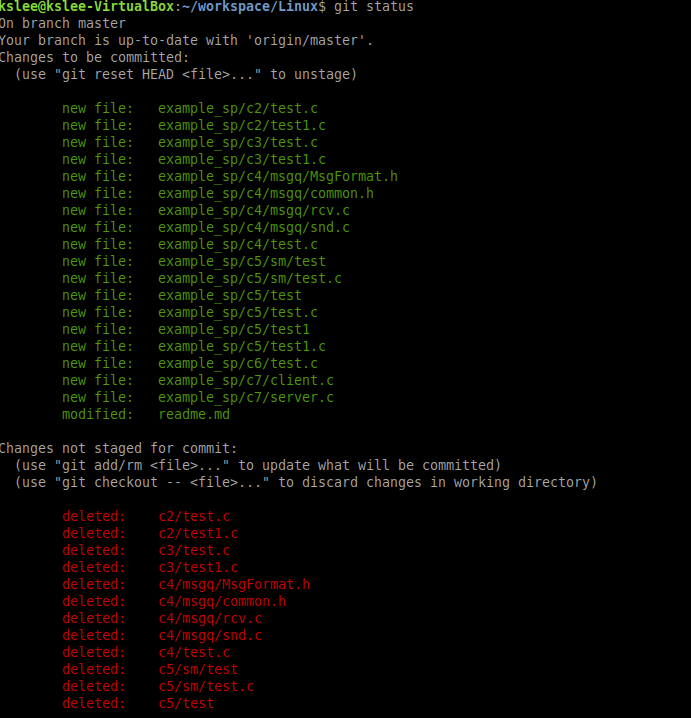 kslee@kslee-VirtualBox:~/workspace/Linux$ git status
On branch master
Your branch is up-to-date with 'origin/master'.
Changes to be committed:
  (use "git reset HEAD <file>..." to unstage)

        new file:   example_sp/c2/test.c
        new file:   example_sp/c2/test1.c
        new file:   example_sp/c3/test.c
        new file:   example_sp/c3/test1.c
        new file:   example_sp/c4/msgq/MsgFormat.h
        new file:   example_sp/c4/msgq/common.h
        new file:   example_sp/c4/msgq/rcv.c
        new file:   example_sp/c4/msgq/snd.c
        new file:   example_sp/c4/test.c
        new file:   example_sp/c5/sm/test
        new file:   example_sp/c5/sm/test.c
        new file:   example_sp/c5/test
        new file:   example_sp/c5/test.c
        new file:   example_sp/c5/test1
        new file:   example_sp/c5/test1.c
        new file:   example_sp/c6/test.c
        new file:   example_sp/c7/client.c
        new file:   example_sp/c7/server.c
        modified:   readme.md

Changes not staged for commit:
  (use "git add/rm <file>..." to update what will be committed)
  (use "git checkout -- <file>..." to discard changes in working directory)

        deleted:    c2/test.c
        deleted:    c2/test1.c
        deleted:    c3/test.c
        deleted:    c3/test1.c
        deleted:    c4/msgq/MsgFormat.h
        deleted:    c4/msgq/common.h
        deleted:    c4/msgq/rcv.c
        deleted:    c4/msgq/snd.c
        deleted:    c4/test.c
        deleted:    c5/sm/test
        deleted:    c5/sm/test.c
        deleted:    c5/test